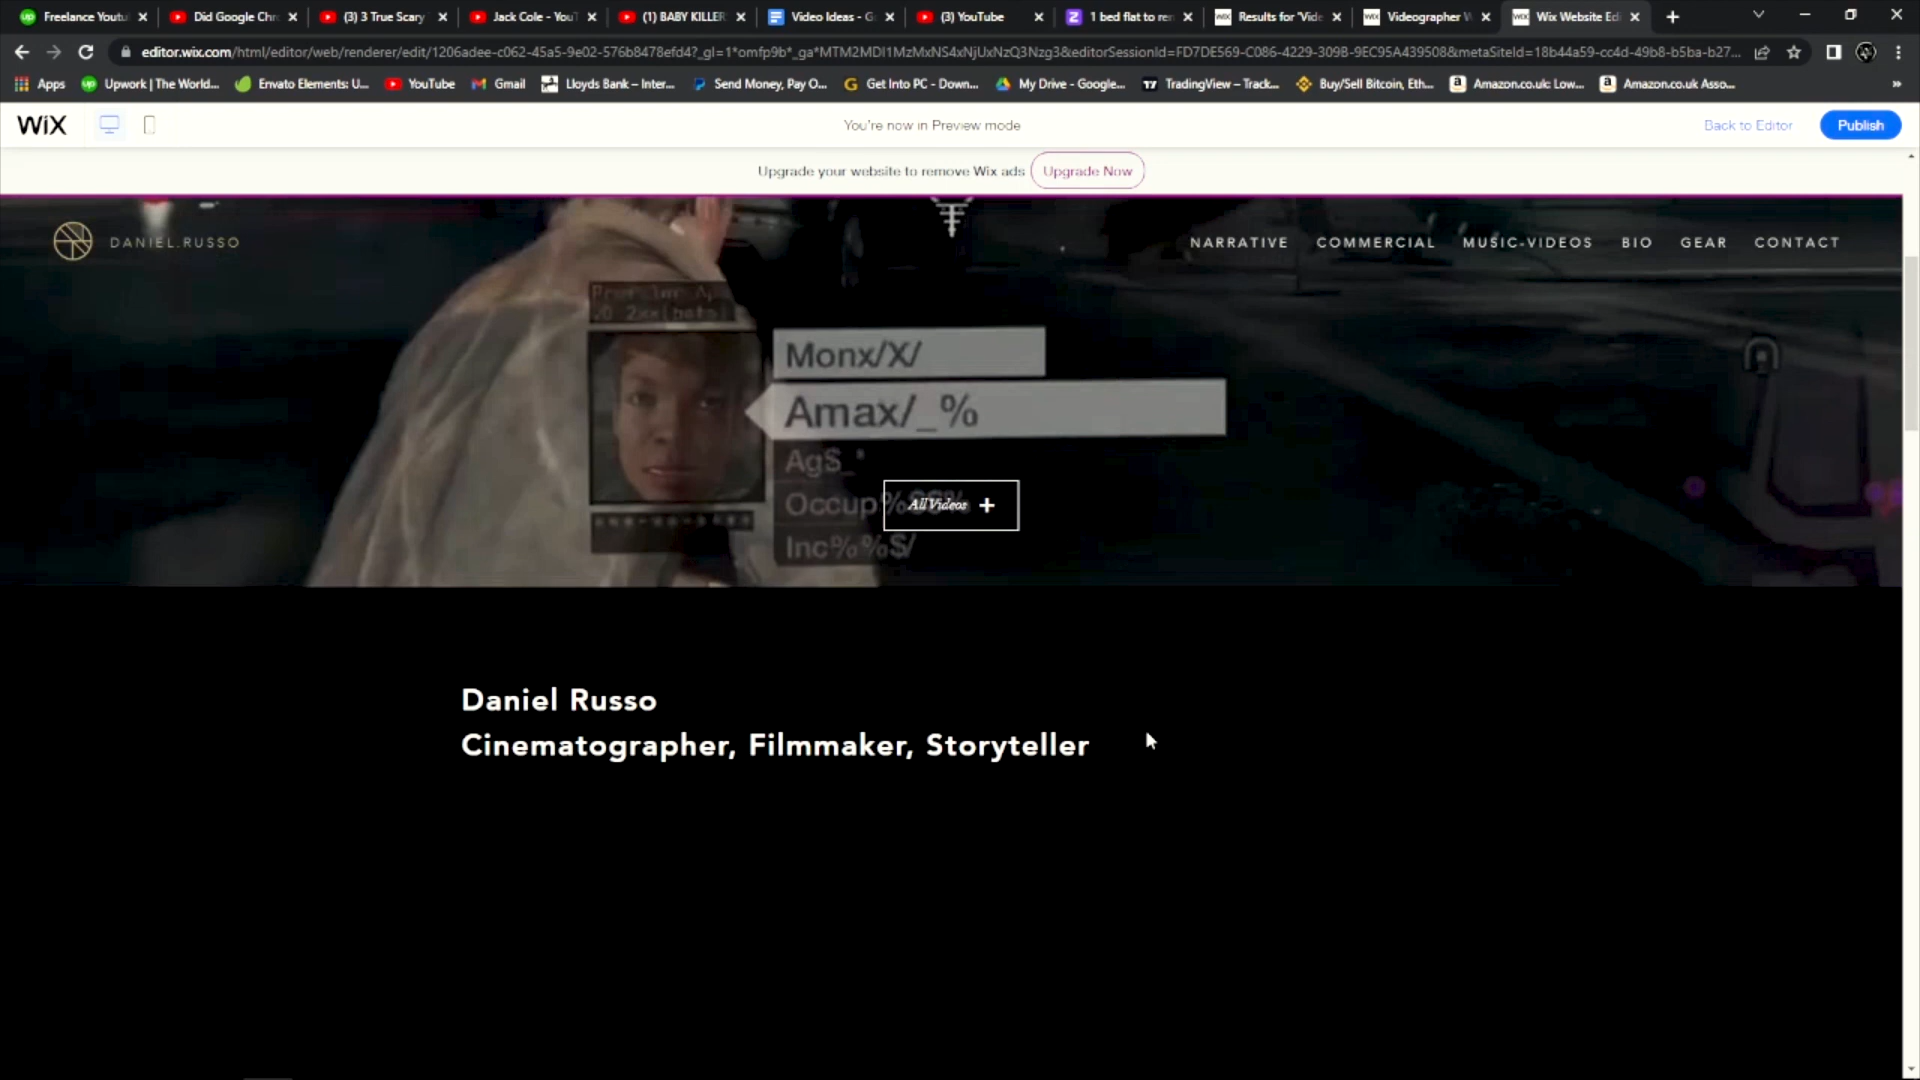 Freelance Youtu
Did Google Chr
(3) 3 True Scary
Jack Cole - YouT
(1) BABY KILLER
Video Ideas - G
(3) YouTube
1 bed flat to ren
Results for 'Vide
Videographer W
Wix Website Edi
editor.wix.com/html/editor/web/renderer/edit/1206adee-c062-45a5-9e02-576b8478efd4?_gl=1*omfp9b*_ga*MTM2MDI1MzMxNS4xNjUxNzQ3Nzg3&editorSessionId=FD7DE569-C086-4229-309B-9EC95A439508&metaSiteId=18b44a59-cc4d-49b8-b5ba-b27...
Apps
Upwork | The World...
Envato Elements: U...
YouTube
Gmail
Lloyds Bank – Inter...
Send Money, Pay O...
Get Into PC - Down...
My Drive - Google...
TradingView – Track...
Buy/Sell Bitcoin, Eth...
Amazon.co.uk: Low...
Amazon.co.uk Asso...
WiX
You're now in Preview mode
Back to Editor
Publish
Upgrade your website to remove Wix ads
Upgrade Now
DANIEL.RUSSO
NARRATIVE
COMMERCIAL
MUSIC-VIDEOS
BIO
GEAR
CONTACT
Monx/X/
Amax/_%
Ag$_*
Occup%
All Videos +
Inc%%$/
Daniel Russo
Cinematographer, Filmmaker, Storyteller